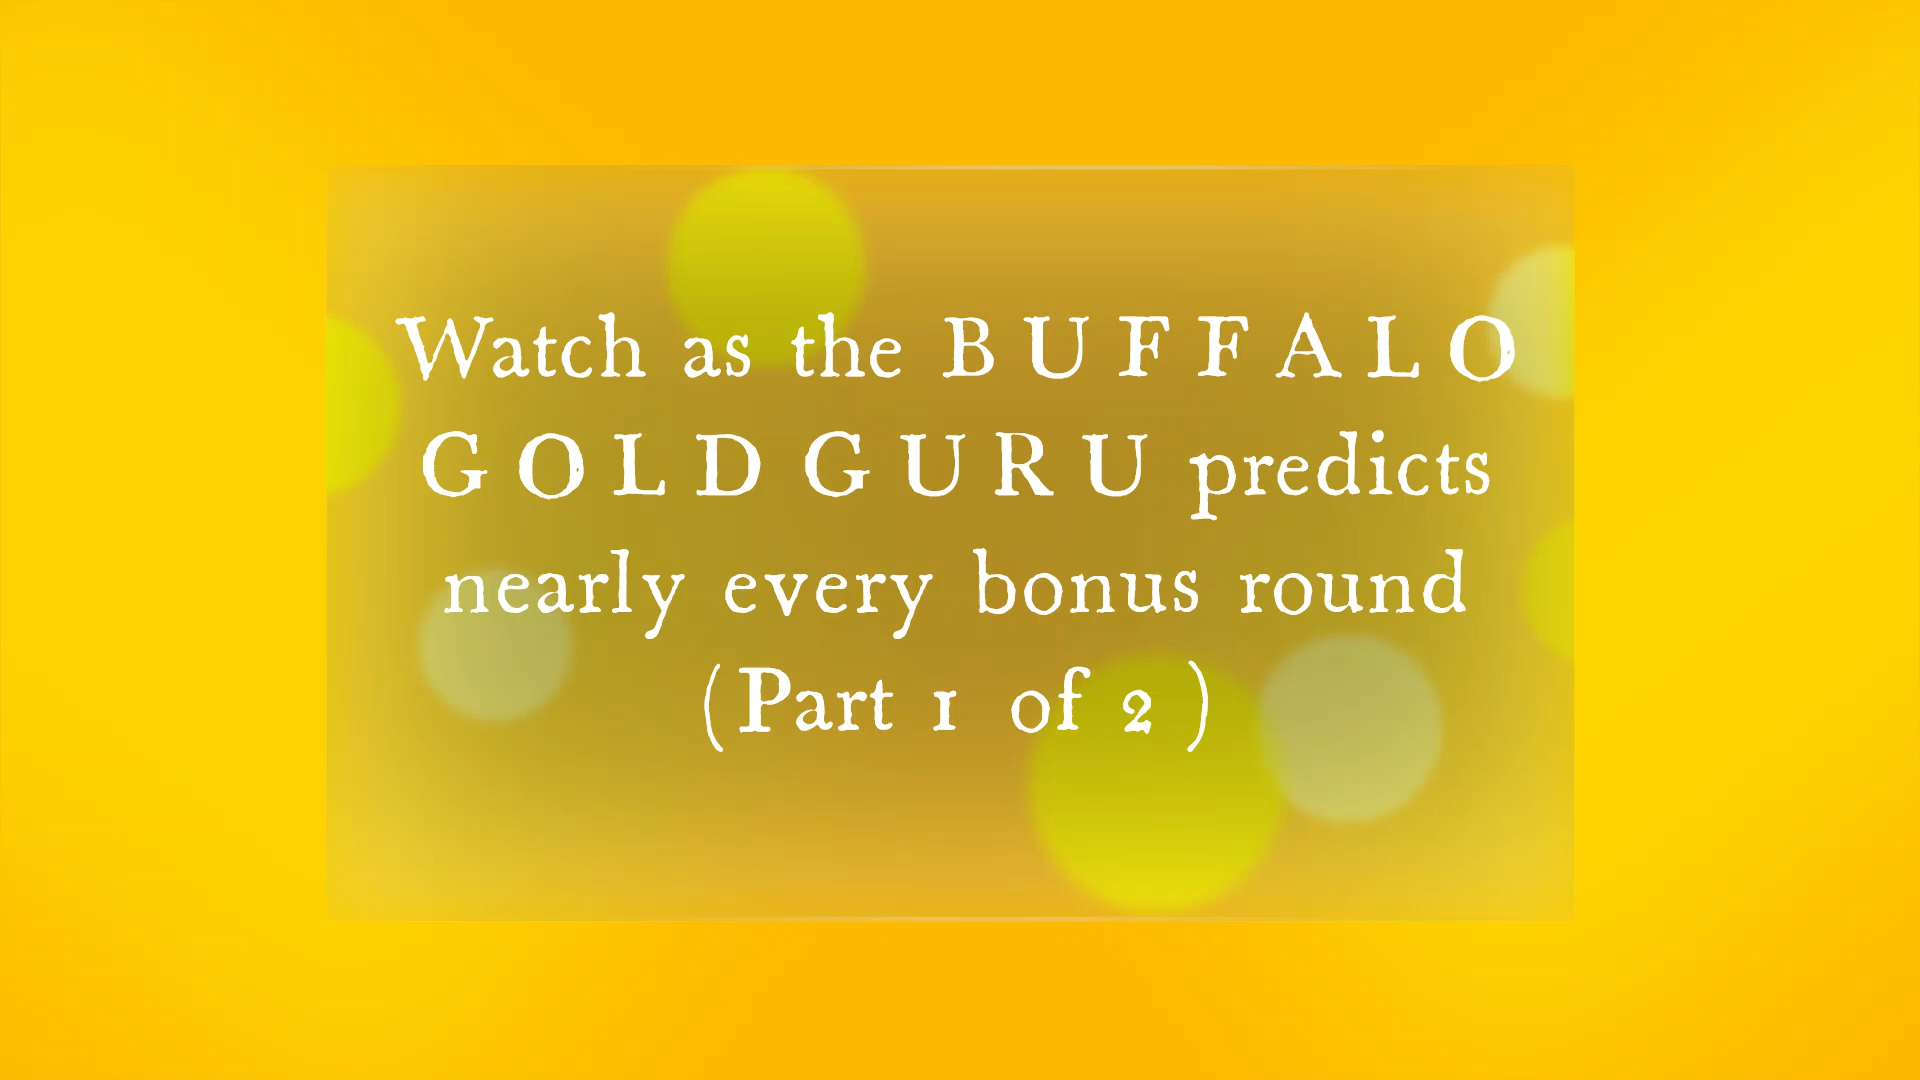 Watch as the B U F F A L O
G O L D G U R U predicts
nearly every bonus round
(Part 1 of 2 )